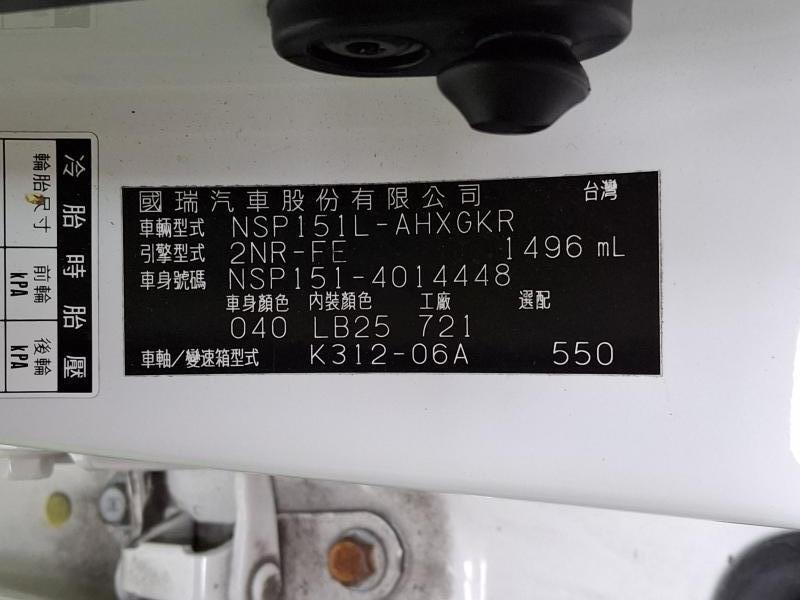 國瑞汽車股份有限公司 台灣
車輛型式 NSP151L-AHXGKR
引擎型式 2NR-FE 1496 mL
車身號碼 NSP151-4014448
車身顏色 內裝顏色 工廠 選配
040 LB25 721
車軸/變速箱型式 K312-06A 550
冷胎時胎壓
輪胎尺寸
前輪 kPA
後輪 kPA